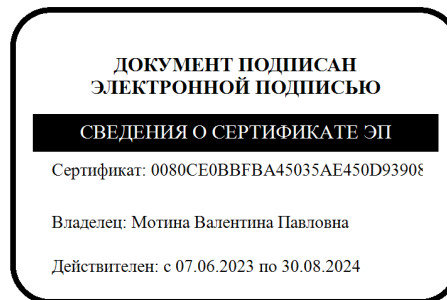 ДОКУМЕНТ ПОДПИСАН
ЭЛЕКТРОННОЙ ПОДПИСЬЮ
СВЕДЕНИЯ О СЕРТИФИКАТЕ ЭП
Сертификат: 0080CE0BBFBA45035AE450D93908
Владелец: Мотина Валентина Павловна
Действителен: с 07.06.2023 по 30.08.2024